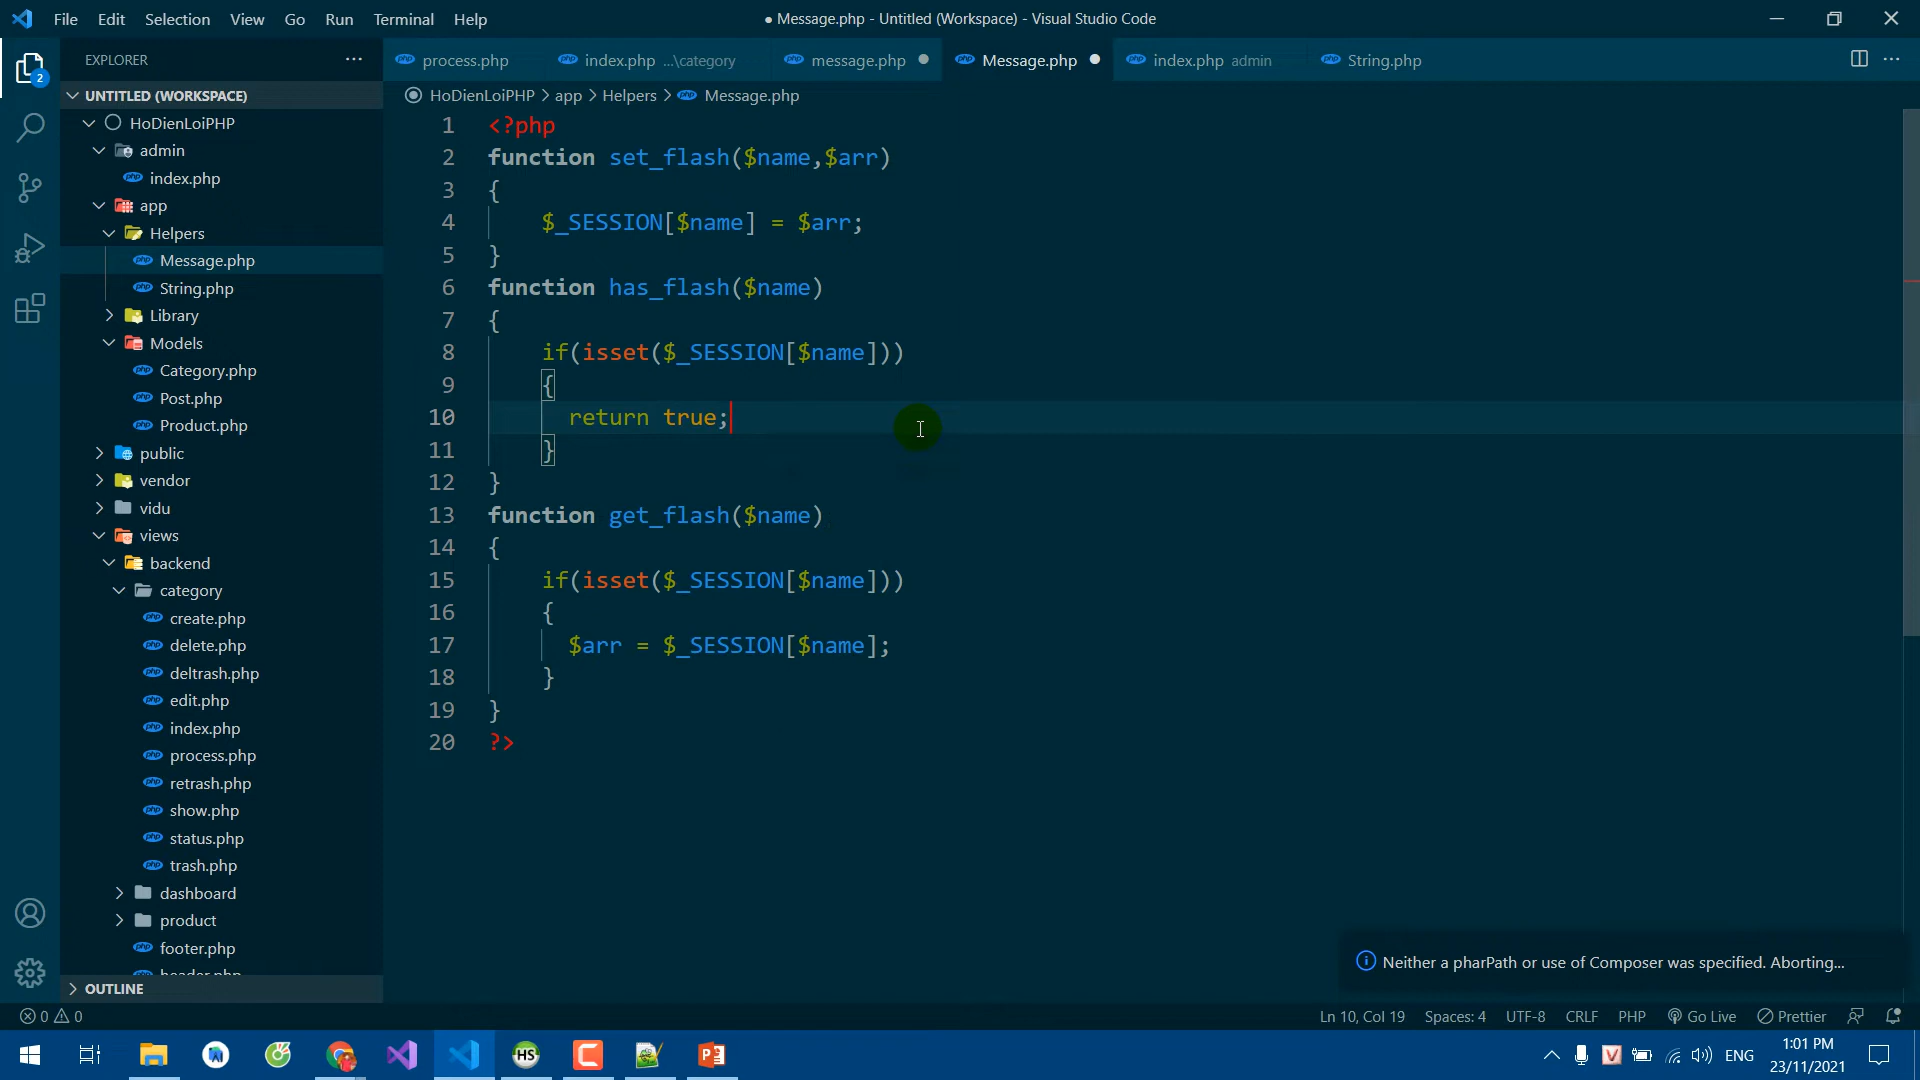 File Edit Selection View Go Run Terminal Help
● Message.php - Untitled (Workspace) - Visual Studio Code
EXPLORER
process.php
index.php ...\category
message.php
Message.php
index.php admin
String.php
UNTITLED (WORKSPACE)
HoDienLoiPHP > app > Helpers > Message.php
HoDienLoiPHP
admin
index.php
app
Helpers
Message.php
String.php
Library
Models
Category.php
Post.php
Product.php
public
vendor
vidu
views
backend
category
create.php
delete.php
deltrash.php
edit.php
index.php
process.php
retrash.php
show.php
status.php
trash.php
dashboard
product
footer.php
header.php
OUTLINE
2
1 <?php
2 function set_flash($name,$arr)
3 {
4 $_SESSION[$name] = $arr;
5 }
6 function has_flash($name)
7 {
8 if(isset($_SESSION[$name]))
9 {
10 return true;
11 }
12 }
13 function get_flash($name)
14 {
15 if(isset($_SESSION[$name]))
16 {
17 $arr = $_SESSION[$name];
18 }
19 }
20 ?>
Neither a pharPath or use of Composer was specified. Aborting...
0 0
Ln 10, Col 19 Spaces: 4 UTF-8 CRLF PHP Go Live Prettier
HS
ENG
1:01 PM
23/11/2021